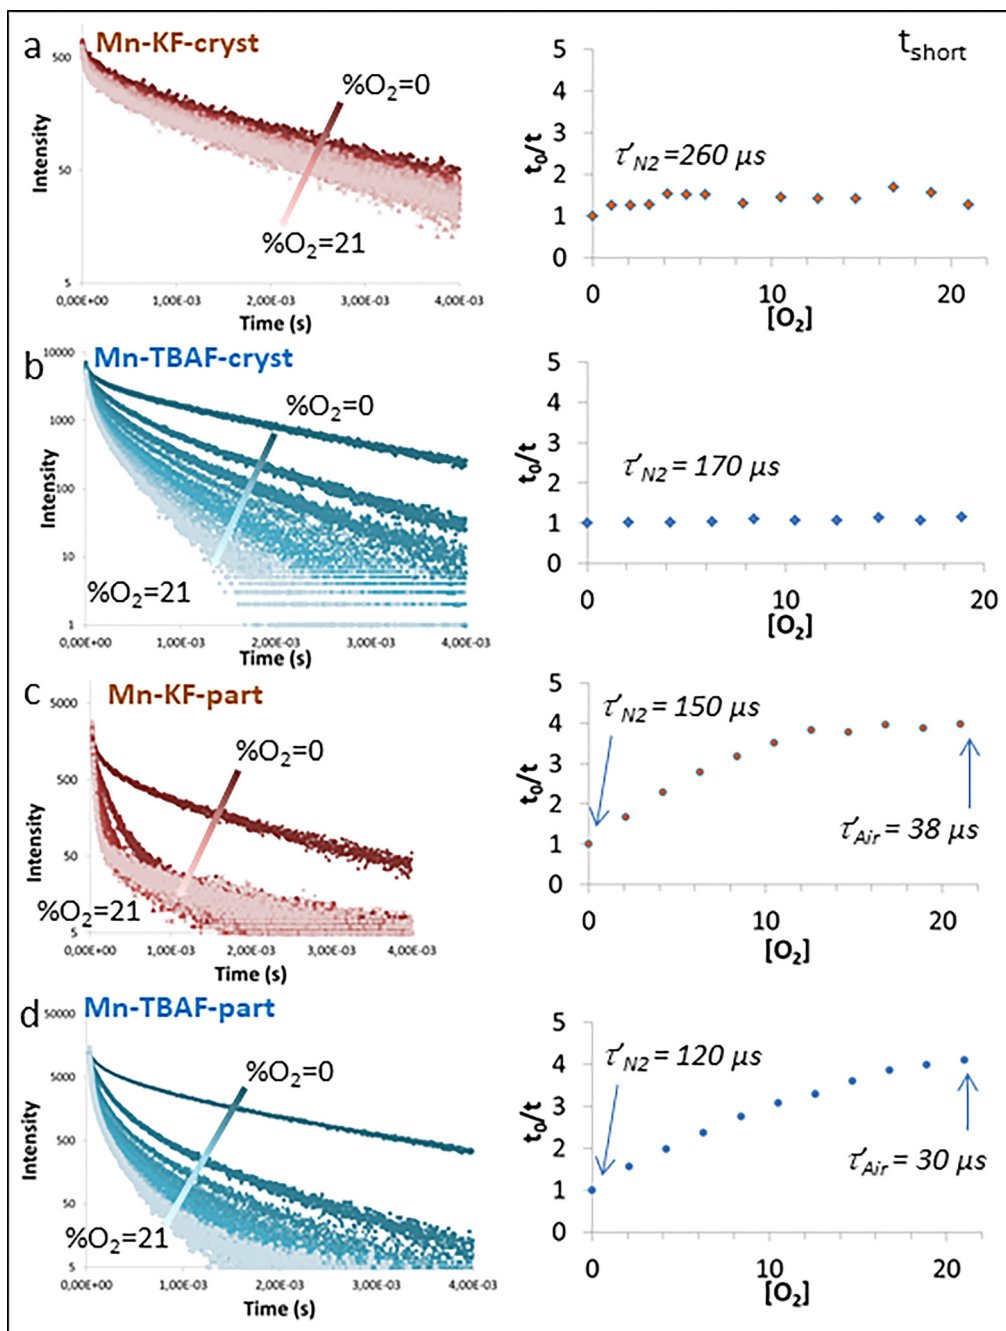 a
Mn-KF-cryst
500
50
5
Intensity
%O₂=0
%O₂=21
0,00E+00 1,00E-03 2,00E-03 3,00E-03 4,00E-03
Time (s)
t_short
5
4
3
2
1
0
t₀/t
τ'_N2 =260 μs
0 10 20
[O₂]
b
Mn-TBAF-cryst
10000
1000
100
10
1
Intensity
%O₂=0
%O₂=21
0,00E+00 1,00E-03 2,00E-03 3,00E-03 4,00E-03
Time (s)
5
4
3
2
1
0
t₀/t
τ'_N2 = 170 μs
0 10 20
[O₂]
c
Mn-KF-part
5000
500
50
5
Intensity
%O₂=0
%O₂=21
0,00E+00 1,00E-03 2,00E-03 3,00E-03 4,00E-03
Time (s)
5
4
3
2
1
0
t₀/t
τ'_N2 = 150 μs
τ'_Air = 38 μs
0 10 20
[O₂]
d
Mn-TBAF-part
50000
5000
500
50
5
Intensity
%O₂=0
%O₂=21
0,00E+00 1,00E-03 2,00E-03 3,00E-03 4,00E-03
Time (s)
5
4
3
2
1
0
t₀/t
τ'_N2 = 120 μs
τ'_Air = 30 μs
0 10 20
[O₂]